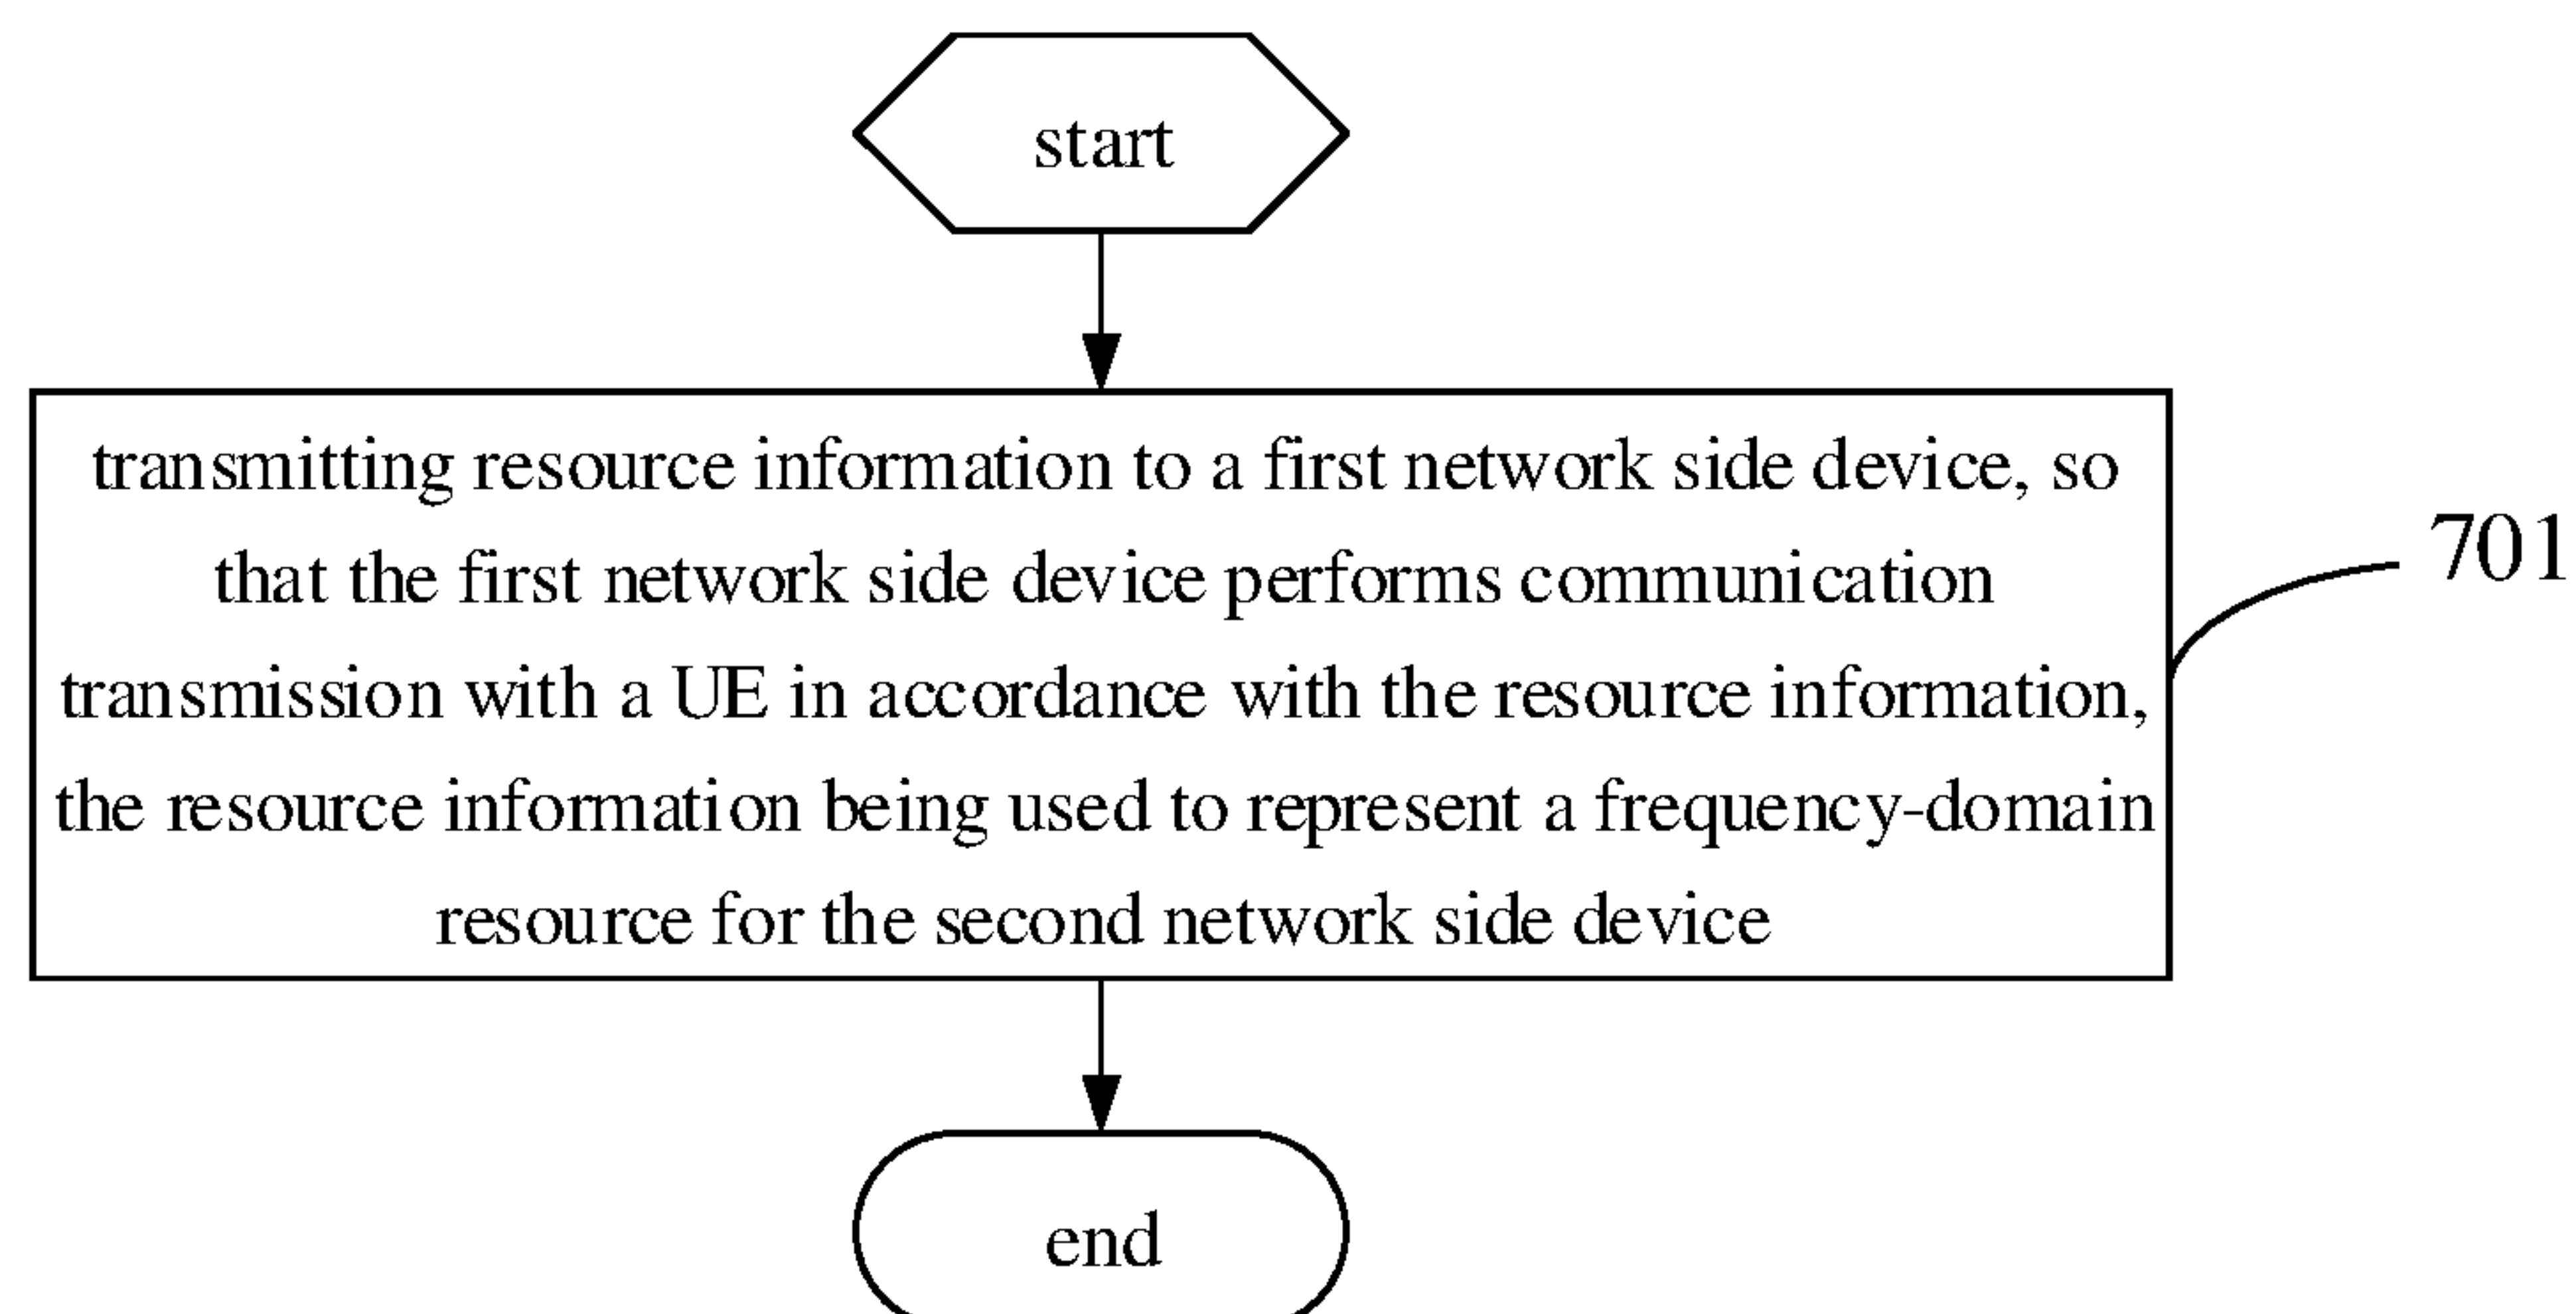 start
transmitting resource information to a first network side device, so
that the first network side device performs communication
transmission with a UE in accordance with the resource information,
the resource information being used to represent a frequency-domain
resource for the second network side device
701
end